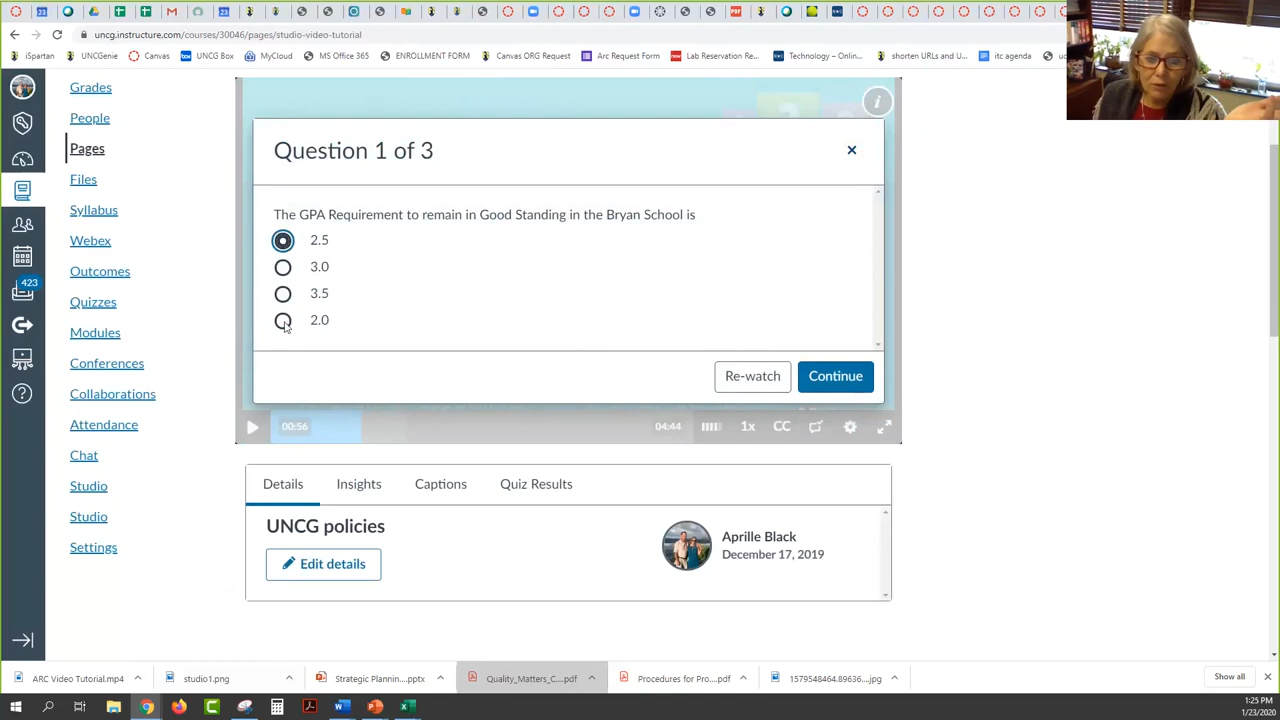 uncg.instructure.com/courses/30046/pages/studio-video-tutorial
iSpartan
UNCGenie
Canvas
UNCG Box
MyCloud
MS Office 365
ENROLLMENT FORM
Canvas ORG Request
Arc Request Form
Lab Reservation Re...
Technology – Onlin...
shorten URLs and U...
itc agenda
Grades
People
Pages
Files
Syllabus
Webex
Outcomes
Quizzes
Modules
Conferences
Collaborations
Attendance
Chat
Studio
Studio
Settings
423
Question 1 of 3
The GPA Requirement to remain in Good Standing in the Bryan School is
2.5
3.0
3.5
2.0
Re-watch
Continue
00:56
04:44
1x
CC
Details
Insights
Captions
Quiz Results
UNCG policies
Edit details
Aprille Black
December 17, 2019
ARC Video Tutorial.mp4
studio1.png
Strategic Plannin....pptx
Quality_Matters_C....pdf
Procedures for Pro....pdf
1579548464.89636....jpg
Show all
1:25 PM
1/23/2020